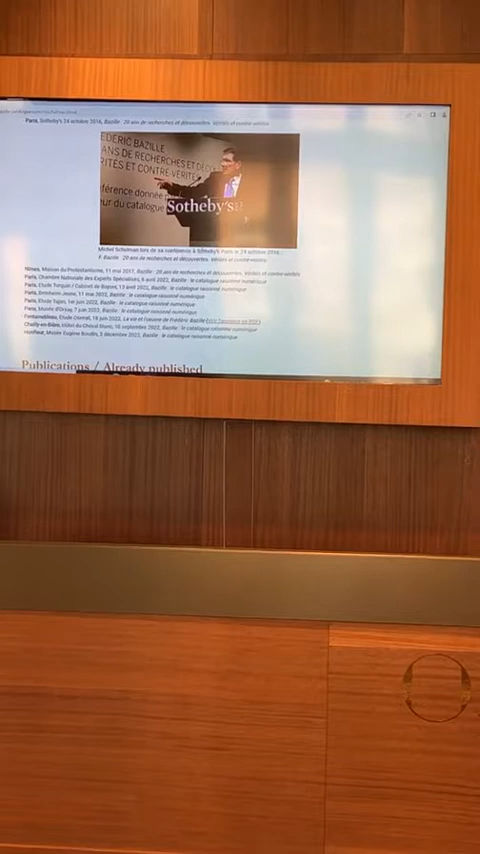 Paris, Sotheby's 24 octobre 2016, Bazille : 20 ans de recherches et découvertes. Vérités et contre-vérités
ÉDÉRIC BAZILLE
ANS DE RECHERCHES ET DÉCO
RITÉS ET CONTRE-VÉRITÉ
férence donnée p
ur du catalogue
Sotheby's
Michel Schulman lors de sa conférence à Sotheby's Paris le 24 octobre 2016.
F. Bazille : 20 ans de recherches et découvertes. Vérités et contre-vérités
Nîmes, Maison du Protestantisme, 11 mai 2017, Bazille : 20 ans de recherches et découvertes. Vérités et contre-vérités
Paris, Chambre Nationale des Experts Spécialisés, 6 avril 2022, Bazille : le catalogue raisonné numérique
Paris, Etude Turquin / Cabinet de Bayser, 13 avril 2022, Bazille : le catalogue raisonné numérique
Paris, Bernheim-Jeune, 11 mai 2022, Bazille : le catalogue raisonné numérique
Paris, Etude Tajan, 1er juin 2022, Bazille : le catalogue raisonné numérique
Paris, Musée d'Orsay, 7 juin 2022, Bazille : le catalogue raisonné numérique
Fontainebleau, Etude Osenat, 18 juin 2022, La vie et l'oeuvre de Frédéric Bazille
Chailly-en-Bière, Hôtel du Cheval Blanc, 10 septembre 2022, Bazille : le catalogue raisonné numérique
Honfleur, Musée Eugène Boudin, 3 décembre 2022, Bazille : le catalogue raisonné numérique
Publications / Already published
O